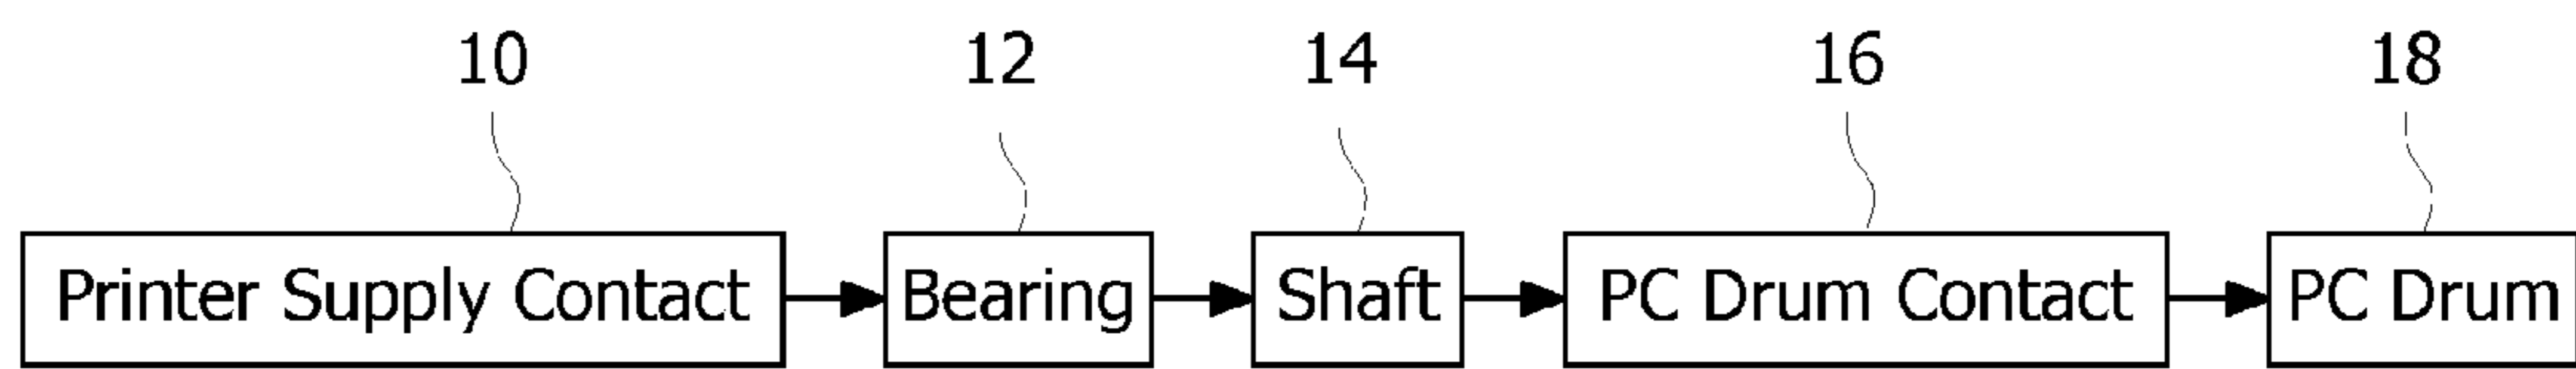 10 12 14 16 18
Printer Supply Contact Bearing Shaft PC Drum Contact PC Drum